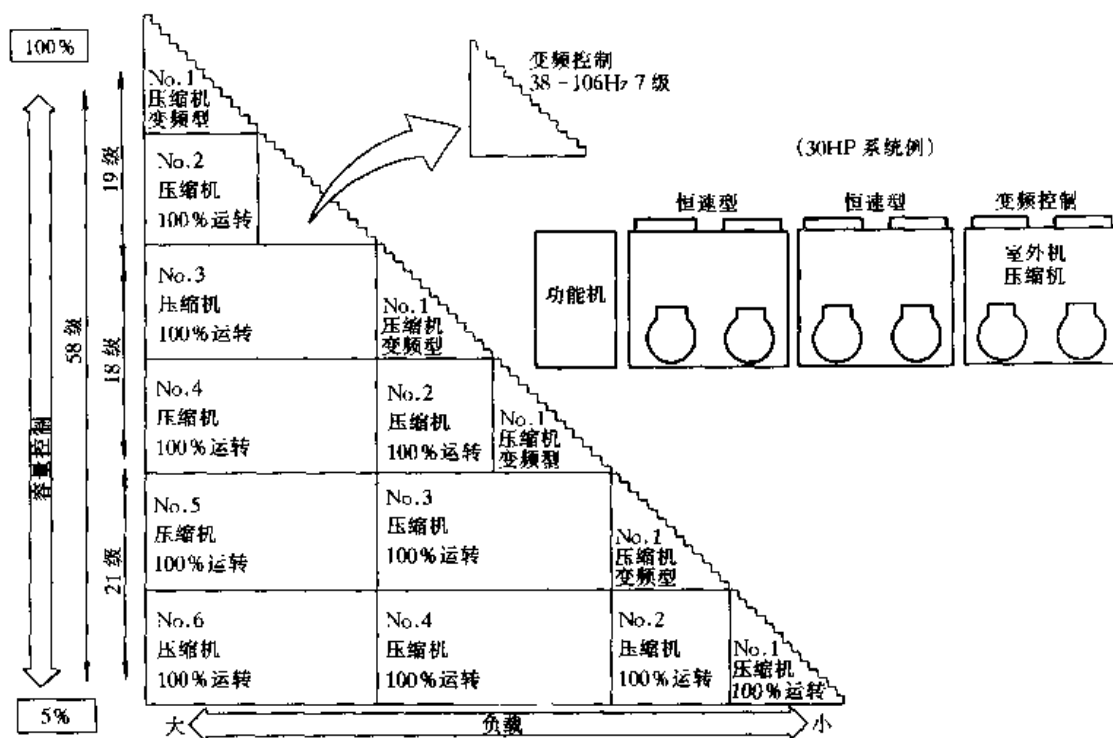 100%
No.1
压缩机
变频型
No.2
压缩机
100%运转
No.3
压缩机
100%运转
No.1
压缩机
变频型
No.4
压缩机
100%运转
No.2
压缩机
100%运转
No.1
压缩机
变频型
No.5
压缩机
100%运转
No.3
压缩机
100%运转
No.1
压缩机
变频型
No.6
压缩机
100%运转
No.4
压缩机
100%运转
No.2
压缩机
100%运转
No.1
压缩机
100%运转
容量控制
58级
19级
18级
21级
5%
大
负载
小
变频控制
38-106Hz 7级
(30HP系统例)
恒速型
恒速型
变频控制
功能机
室外机
压缩机